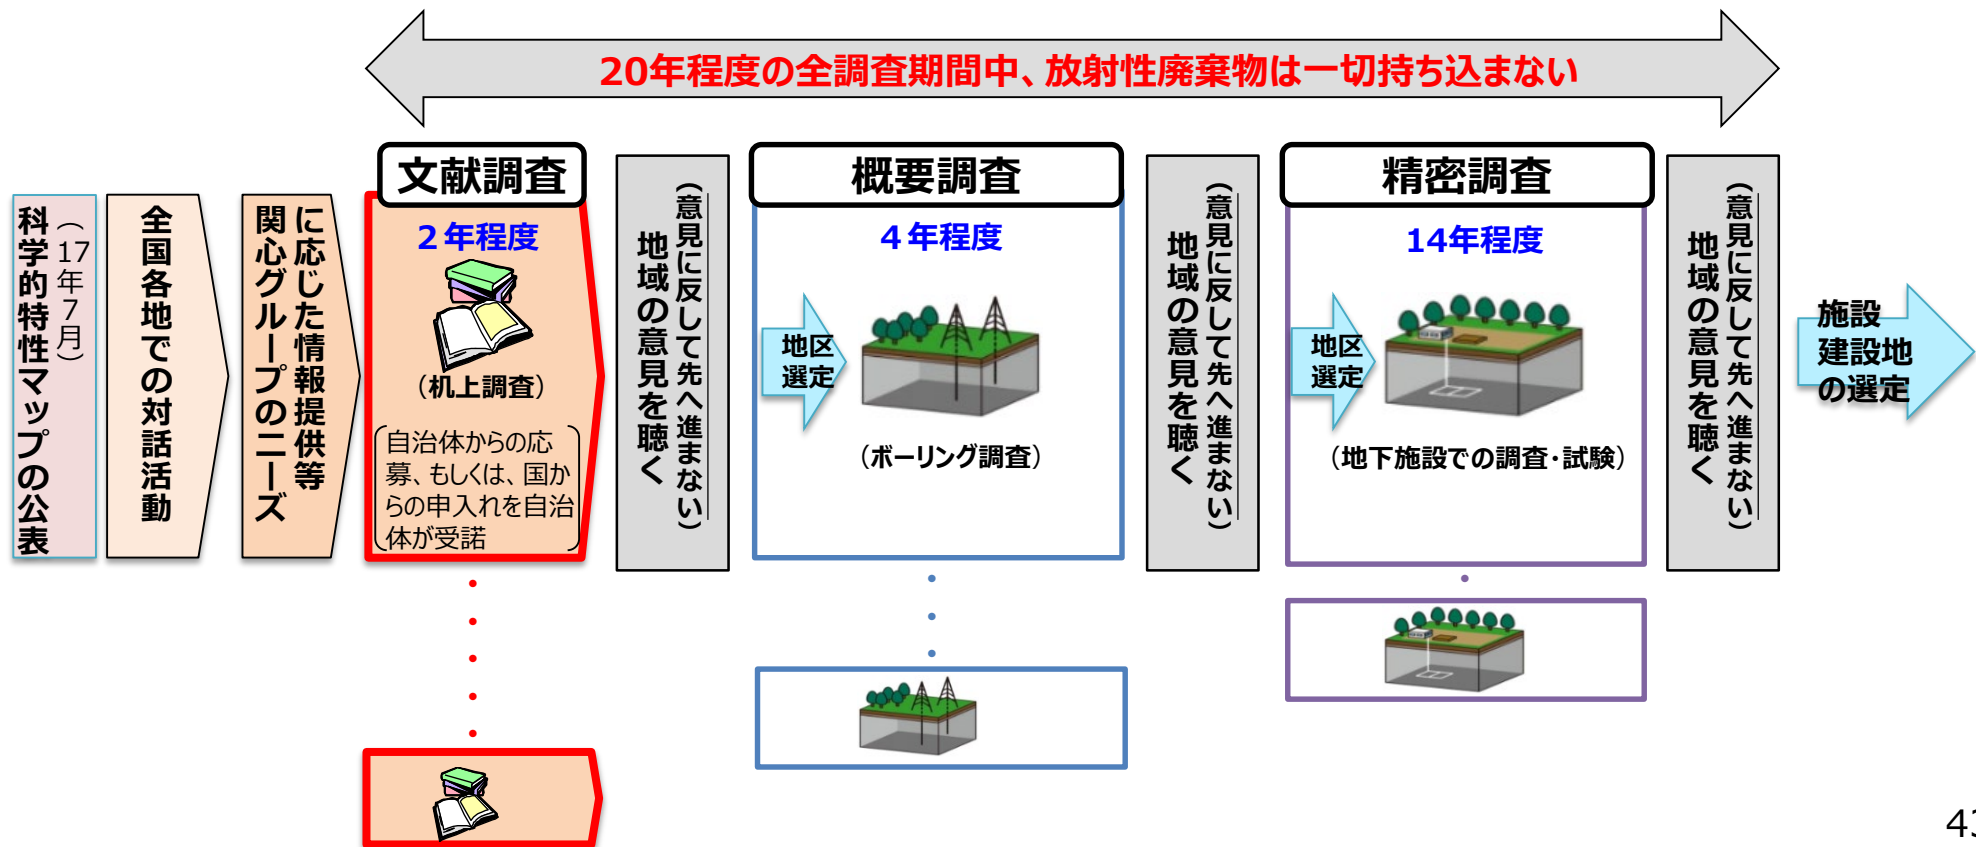 20年程度の全調査期間中、放射性廃棄物は一切持ち込まない
科学的特性マップの公表
（17年7月）
全国各地での対話活動
関心グループのニーズ
に応じた情報提供等
文献調査
２年程度
（机上調査）
自治体からの応
募、もしくは、国か
らの申入れを自治
体が受諾
地域の意見を聴く
（意見に反して先へ進まない）
概要調査
４年程度
地区
選定
（ボーリング調査）
地域の意見を聴く
（意見に反して先へ進まない）
精密調査
14年程度
地区
選定
（地下施設での調査・試験）
地域の意見を聴く
（意見に反して先へ進まない）
施設
建設地
の選定